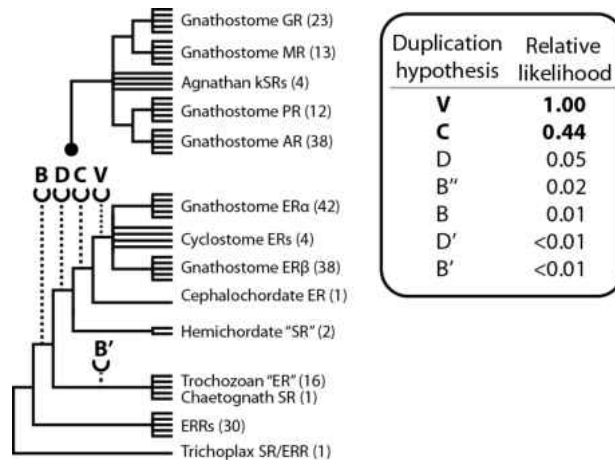 Gnathostome GR (23)
Gnathostome MR (13)
Agnathan kSRs (4)
Gnathostome PR (12)
Gnathostome AR (38)
B D C V
Gnathostome ERα (42)
Cyclostome ERs (4)
Gnathostome ERβ (38)
Cephalochordate ER (1)
Hemichordate "SR" (2)
B'
Trochozoan "ER" (16)
Chaetognath SR (1)
ERRs (30)
Trichoplax SR/ERR (1)
Duplication Relative
hypothesis likelihood
V 1.00
C 0.44
D 0.05
B" 0.02
B 0.01
D' <0.01
B' <0.01